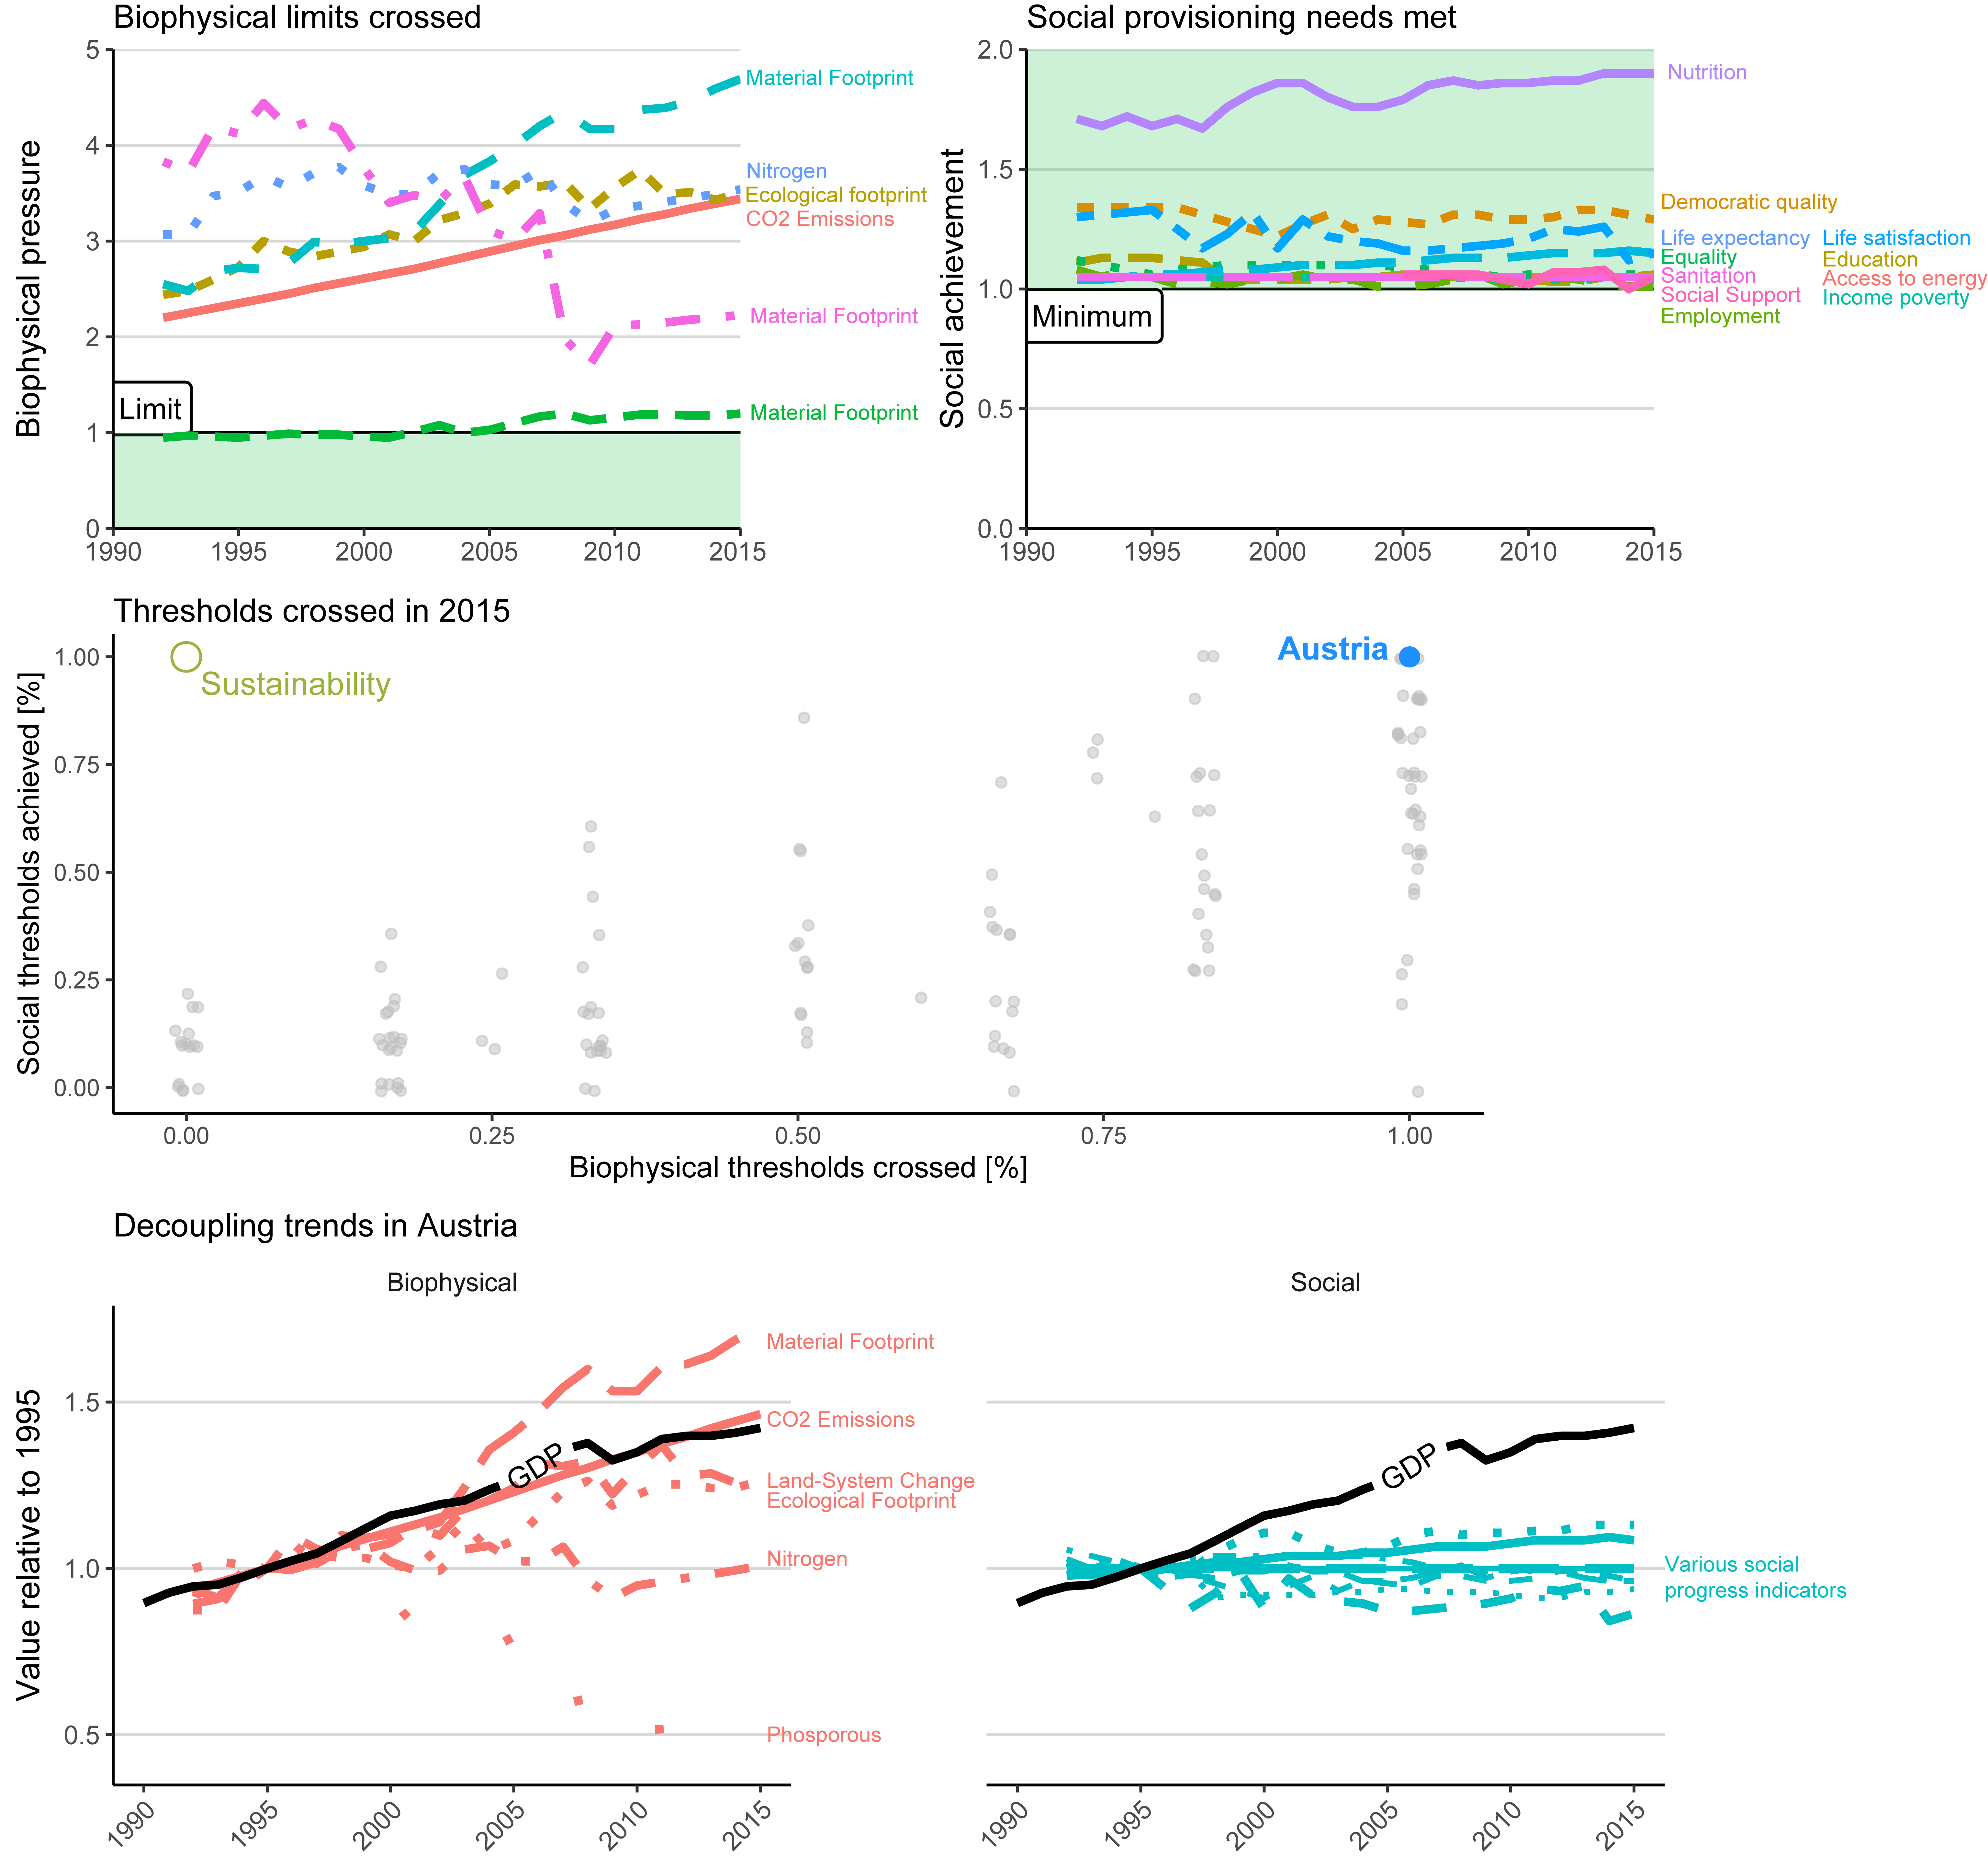 Biophysical limits crossed
Biophysical pressure
5
4
3
2
1
0
Material Footprint
Nitrogen
Ecological footprint
CO2 Emissions
Material Footprint
Limit
Material Footprint
1990 1995 2000 2005 2010 2015
Social provisioning needs met
Social achievement
2.0
1.5
1.0
0.5
0.0
Nutrition
Democratic quality
Life expectancy Life satisfaction
Equality Education
Sanitation Access to energy
Social Support Income poverty
Employment
Minimum
1990 1995 2000 2005 2010 2015
Thresholds crossed in 2015
Social thresholds achieved [%]
1.00
0.75
0.50
0.25
0.00
Sustainability
Austria
0.00 0.25 0.50 0.75 1.00
Biophysical thresholds crossed [%]
Decoupling trends in Austria
Biophysical
Value relative to 1995
1.5
1.0
0.5
Material Footprint
CO2 Emissions
GDP
Land-System Change
Ecological Footprint
Nitrogen
Phosporous
1990 1995 2000 2005 2010 2015
Social
GDP
Various social
progress indicators
1990 1995 2000 2005 2010 2015